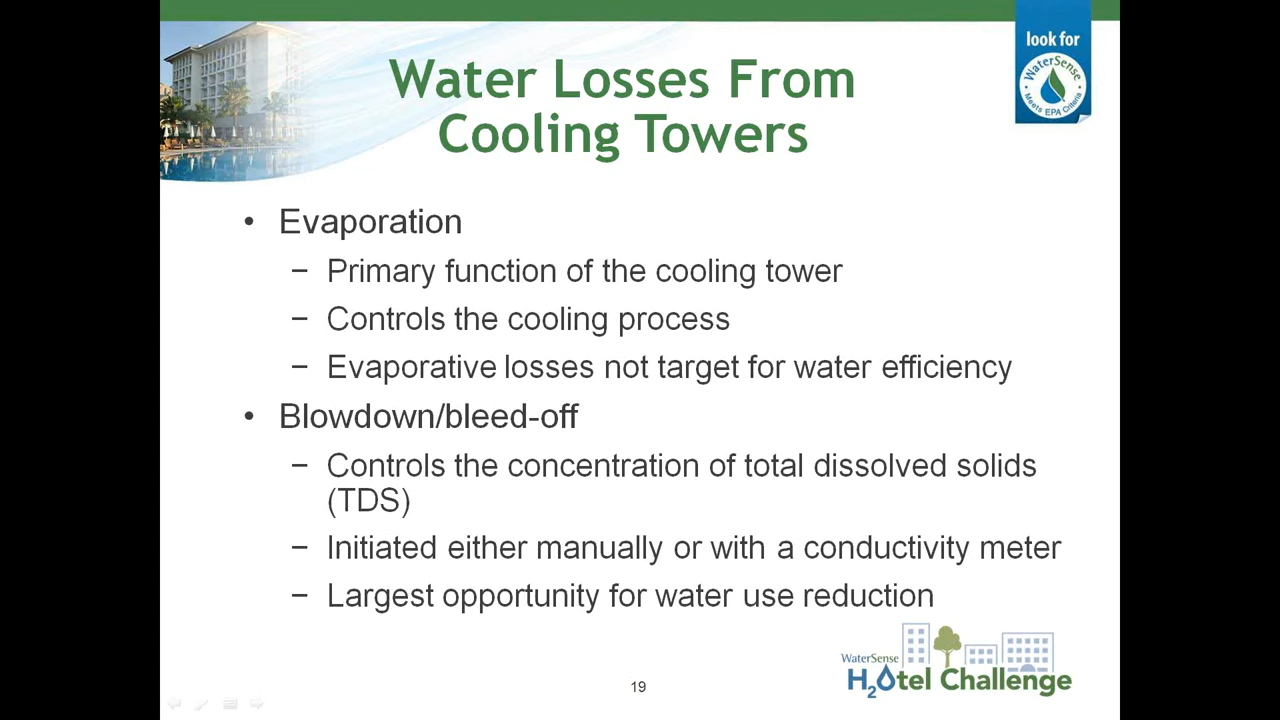 look for
WaterSense
Meets EPA Criteria
Water Losses From
Cooling Towers
• Evaporation
– Primary function of the cooling tower
– Controls the cooling process
– Evaporative losses not target for water efficiency
• Blowdown/bleed-off
– Controls the concentration of total dissolved solids
(TDS)
– Initiated either manually or with a conductivity meter
– Largest opportunity for water use reduction
WaterSense
H2Otel Challenge
19